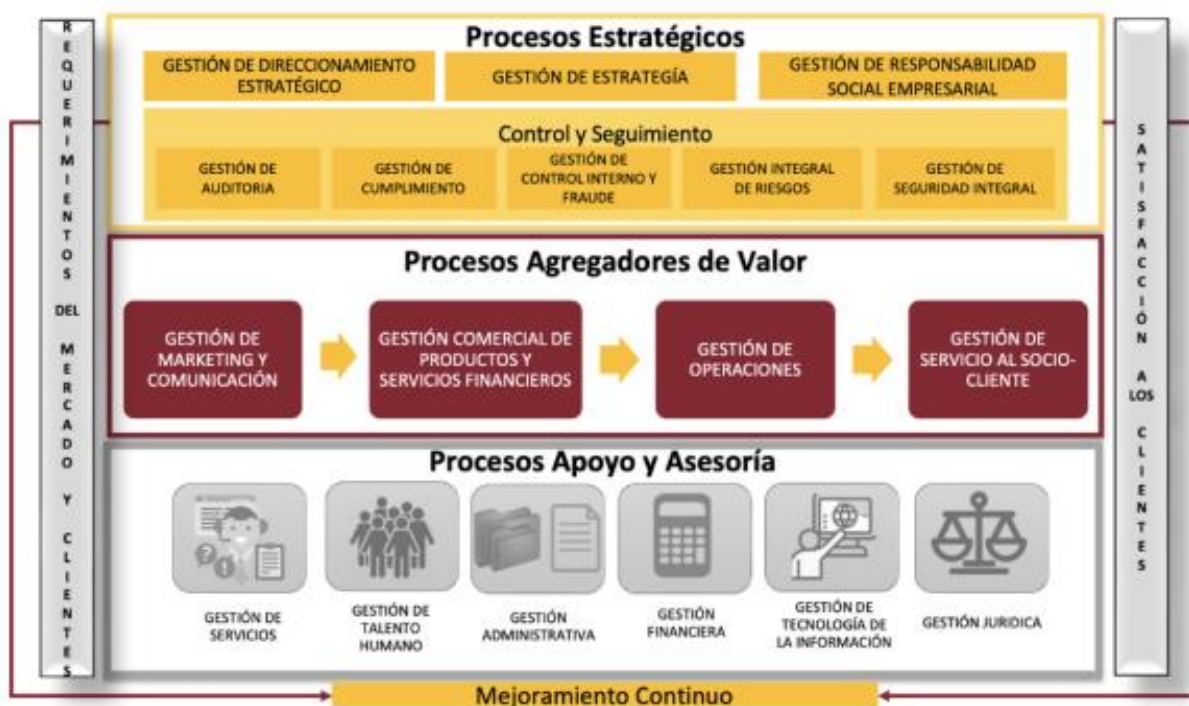 REQUERIMIENTOS DEL MERCADO Y CLIENTES
Procesos Estratégicos
GESTIÓN DE DIRECCIONAMIENTO
ESTRATÉGICO
GESTIÓN DE ESTRATEGÍA
GESTIÓN DE RESPONSABILIDAD
SOCIAL EMPRESARIAL
Control y Seguimiento
GESTIÓN DE
AUDITORIA
GESTIÓN DE
CUMPLIMIENTO
GESTIÓN DE
CONTROL INTERNO Y
FRAUDE
GESTIÓN INTEGRAL
DE RIESGOS
GESTIÓN DE
SEGURIDAD INTEGRAL
Procesos Agregadores de Valor
GESTIÓN DE
MARKETING Y
COMUNICACIÓN
GESTIÓN COMERCIAL DE
PRODUCTOS Y
SERVICIOS FINANCIEROS
GESTIÓN DE
OPERACIONES
GESTIÓN DE
SERVICIO AL SOCIO-
CLIENTE
Procesos Apoyo y Asesoría
GESTIÓN DE
SERVICIOS
GESTIÓN DE
TALENTO
HUMANO
GESTIÓN
ADMINISTRATIVA
GESTIÓN
FINANCIERA
GESTIÓN DE
TECNOLOGÍA DE
LA INFORMACIÓN
GESTIÓN JURIDICA
SATISFACCIÓN A LOS CLIENTES
Mejoramiento Continuo